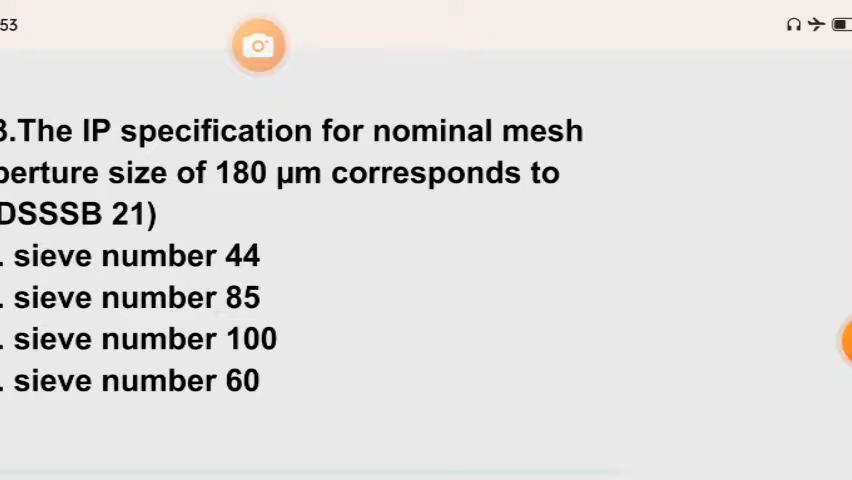 53
3.The IP specification for nominal mesh
perture size of 180 µm corresponds to
DSSSB 21)
. sieve number 44
. sieve number 85
. sieve number 100
. sieve number 60